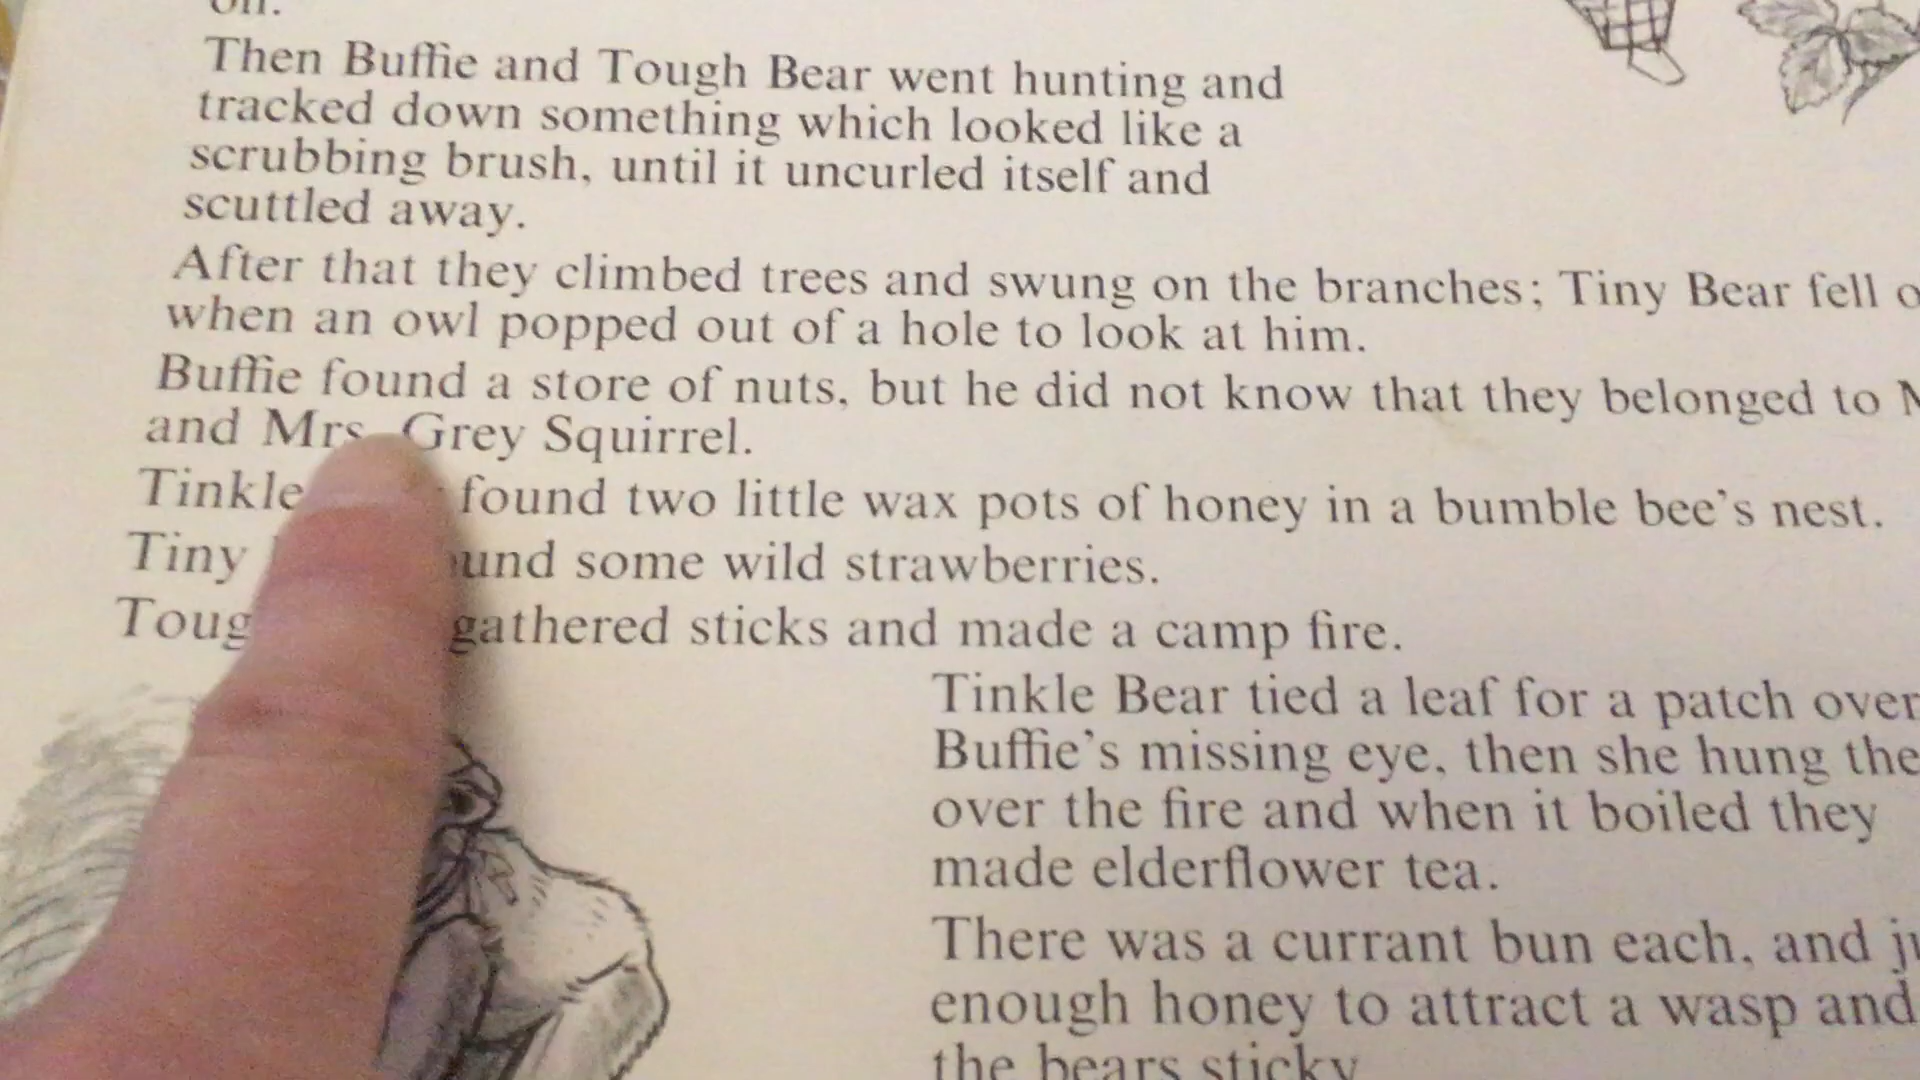 Then Buffie and Tough Bear went hunting and
tracked down something which looked like a
scrubbing brush, until it uncurled itself and
scuttled away.
After that they climbed trees and swung on the branches; Tiny Bear fell
when an owl popped out of a hole to look at him.
Buffie found a store of nuts, but he did not know that they belonged to
and Mrs. Grey Squirrel.
Tinkle found two little wax pots of honey in a bumble bee's nest.
Tiny some wild strawberries.
gathered sticks and made a camp fire.
Tinkle Bear tied a leaf for a patch over
Buffie's missing eye, then she hung the
over the fire and when it boiled they
made elderflower tea.
There was a currant bun each, and
enough honey to attract a wasp and
the bears sticky